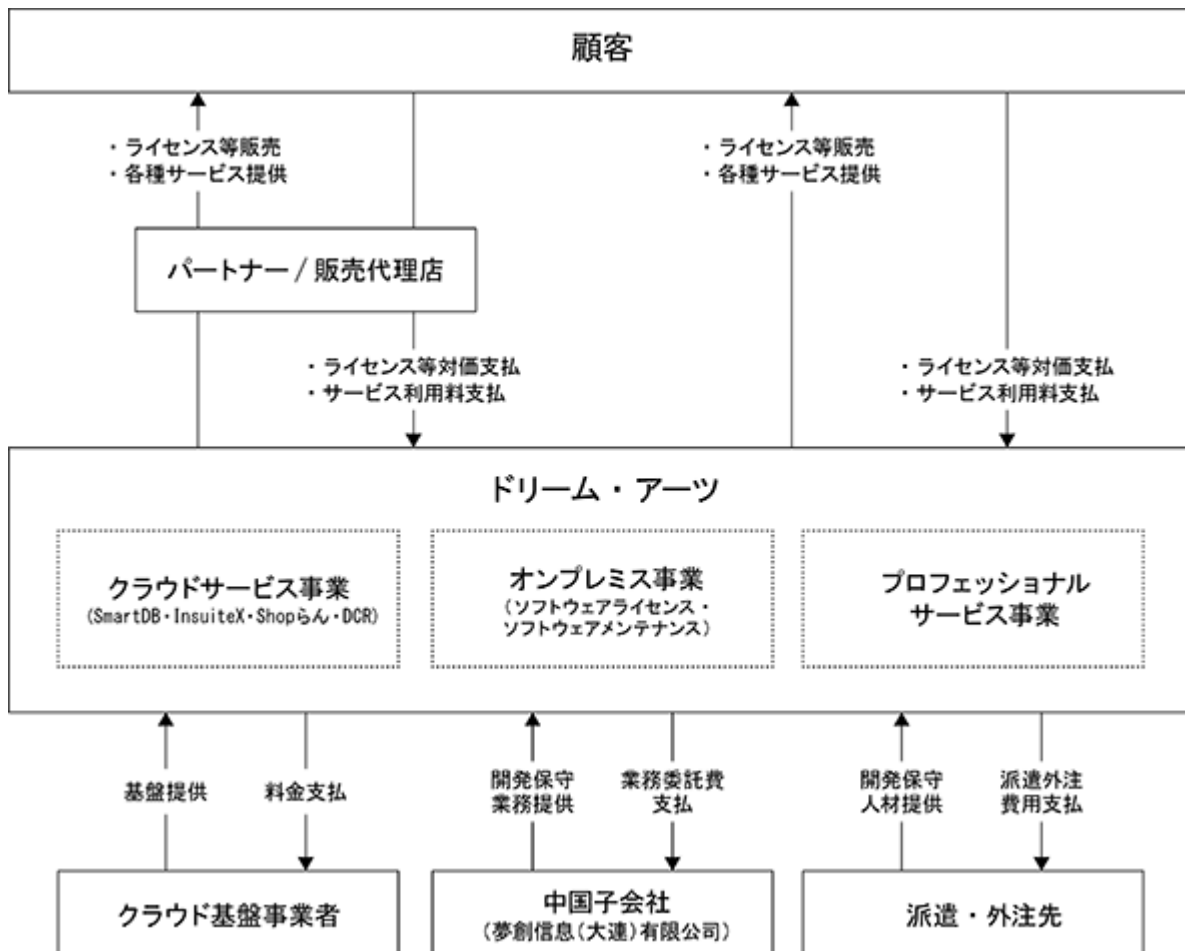 顧客
・ライセンス等販売
・各種サービス提供
・ライセンス等販売
・各種サービス提供
パートナー/販売代理店
・ライセンス等対価支払
・サービス利用料支払
・ライセンス等対価支払
・サービス利用料支払
ドリーム・アーツ
クラウドサービス事業
(SmartDB・InsuiteX・Shopらん・DCR)
オンプレミス事業
(ソフトウェアライセンス・
ソフトウェアメンテナンス)
プロフェッショナル
サービス事業
基盤提供
料金支払
開発保守
業務提供
業務委託費
支払
開発保守
人材提供
派遣外注
費用支払
クラウド基盤事業者
中国子会社
(夢創信息(大連)有限公司)
派遣・外注先